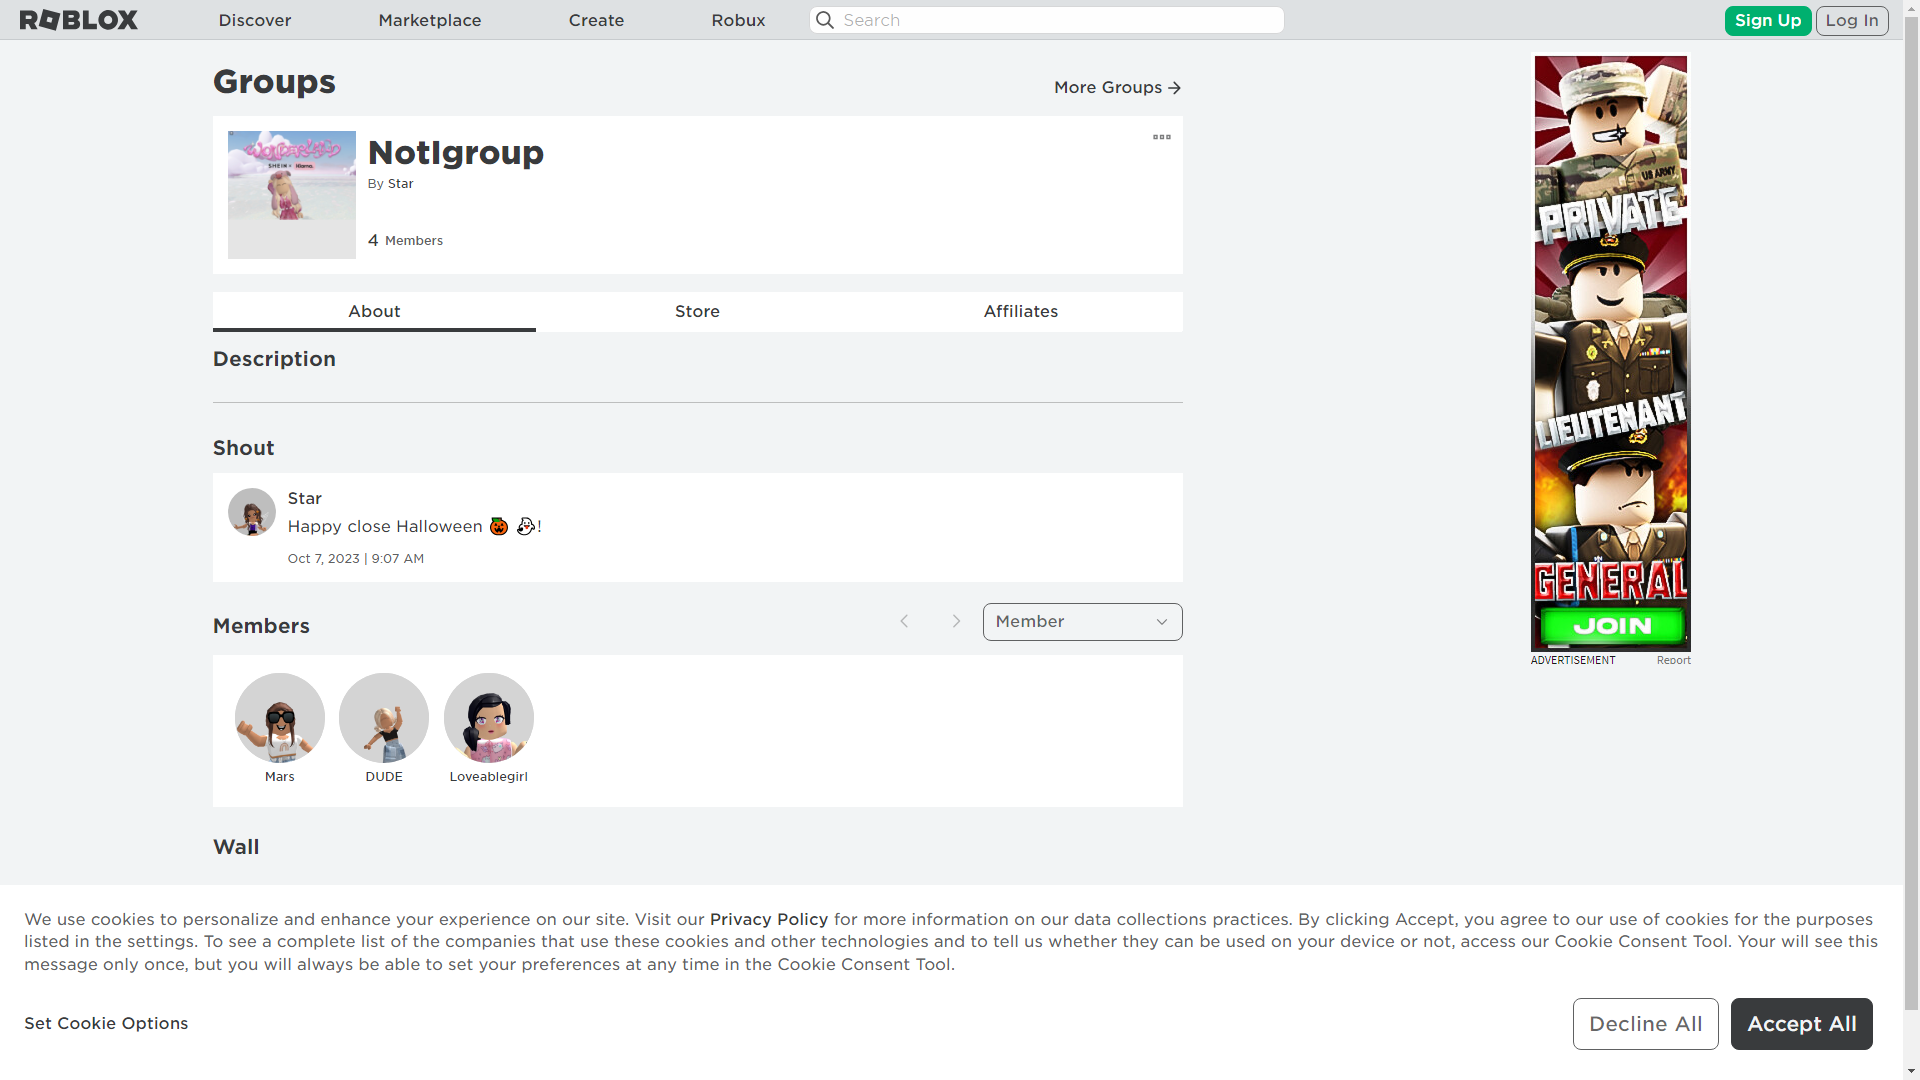 ROBLOX
Discover
Marketplace
Create
Robux
Search
Sign Up
Log In
Groups
More Groups
WONDERLAND
SHEIN × Klarna.
NotIgroup
By Star
4 Members
About
Store
Affiliates
Description
Shout
Star
Happy close Halloween 🎃 👻!
Oct 7, 2023 | 9:07 AM
Members
Member
Mars
DUDE
Loveablegirl
Wall
US ARMY
PRIVATE
LIEUTENANT
GENERAL
JOIN
ADVERTISEMENT
Report
We use cookies to personalize and enhance your experience on our site. Visit our Privacy Policy for more information on our data collections practices. By clicking Accept, you agree to our use of cookies for the purposes
listed in the settings. To see a complete list of the companies that use these cookies and other technologies and to tell us whether they can be used on your device or not, access our Cookie Consent Tool. Your will see this
message only once, but you will always be able to set your preferences at any time in the Cookie Consent Tool.
Set Cookie Options
Decline All
Accept All